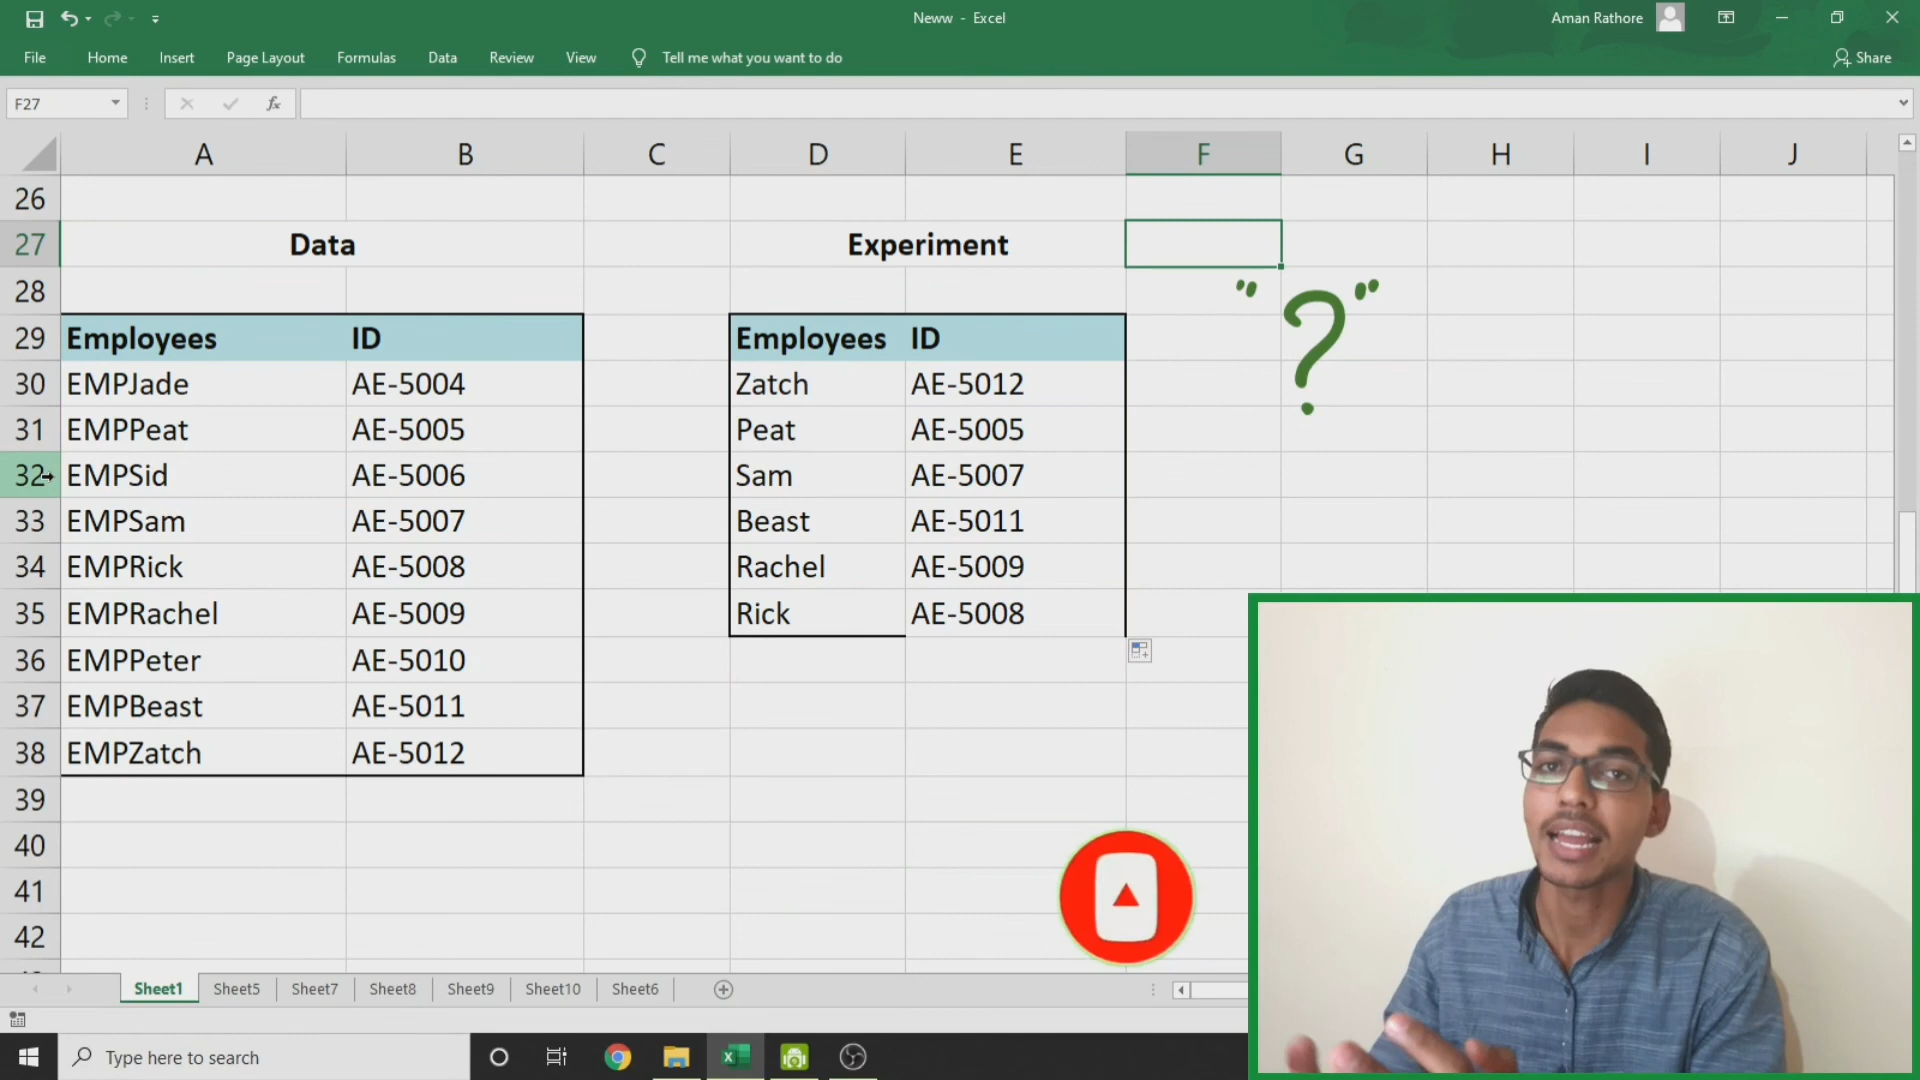 Neww - Excel
Aman Rathore
File Home Insert Page Layout Formulas Data Review View Tell me what you want to do Share
F27 fx
A B C D E F G H I J
26
27 Data Experiment
28
"?"
29 Employees ID Employees ID
30 EMPJade AE-5004 Zatch AE-5012
31 EMPPeat AE-5005 Peat AE-5005
32 EMPSid AE-5006 Sam AE-5007
33 EMPSam AE-5007 Beast AE-5011
34 EMPRick AE-5008 Rachel AE-5009
35 EMPRachel AE-5009 Rick AE-5008
36 EMPPeter AE-5010
37 EMPBeast AE-5011
38 EMPZatch AE-5012
39
40
41
42
Sheet1 Sheet5 Sheet7 Sheet8 Sheet9 Sheet10 Sheet6
Type here to search